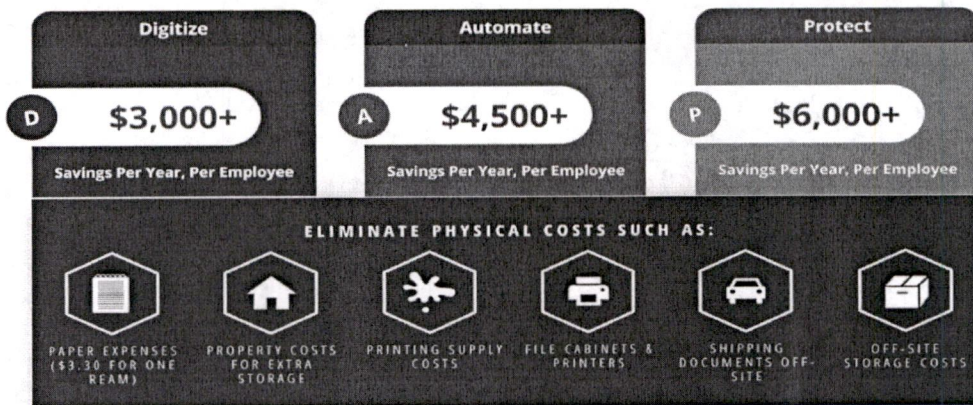 Digitize
D
$3,000+
Savings Per Year, Per Employee
Automate
A
$4,500+
Savings Per Year, Per Employee
Protect
P
$6,000+
Savings Per Year, Per Employee
ELIMINATE PHYSICAL COSTS SUCH AS:
PAPER EXPENSES
($3.30 FOR ONE
REAM)
PROPERTY COSTS
FOR EXTRA
STORAGE
PRINTING SUPPLY
COSTS
FILE CABINETS &
PRINTERS
SHIPPING
DOCUMENTS OFF-
SITE
OFF-SITE
STORAGE COSTS